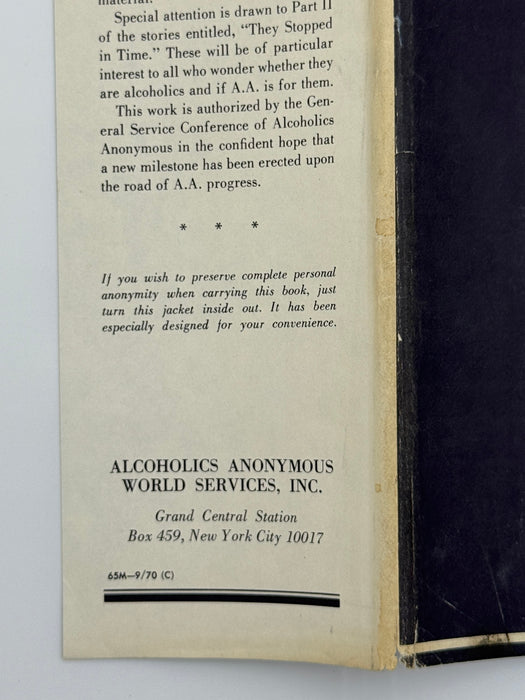 material.
Special attention is drawn to Part II
of the stories entitled, “They Stopped
in Time.” These will be of particular
interest to all who wonder whether they
are alcoholics and if A.A. is for them.
This work is authorized by the Gen-
eral Service Conference of Alcoholics
Anonymous in the confident hope that
a new milestone has been erected upon
the road of A.A. progress.
* * *
If you wish to preserve complete personal
anonymity when carrying this book, just
turn this jacket inside out. It has been
especially designed for your convenience.
ALCOHOLICS ANONYMOUS
WORLD SERVICES, INC.
Grand Central Station
Box 459, New York City 10017
65M—9/70 (C)